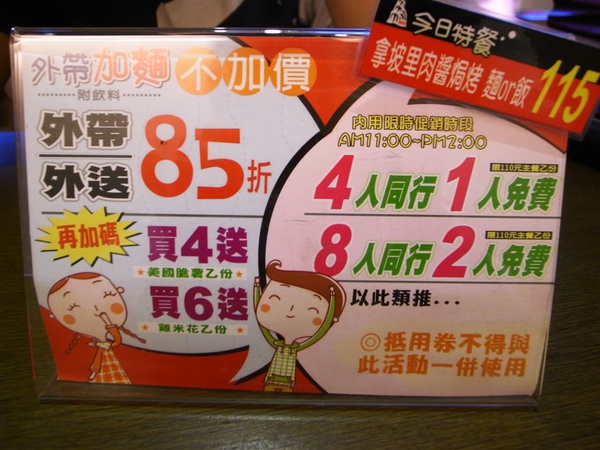 今日特餐
拿坡里肉醬焗烤 麵or飯 115
外帶加麵不加價
附飲料
外帶
外送
85折
再加碼
買4送
★美國脆薯乙份★
買6送
★雞米花乙份★
內用限時促銷時段
AM11:00~PM2:00
限110元主餐乙份
4人同行1人免費
限110元主餐乙份
8人同行2人免費
以此類推...
◎抵用券不得與
此活動一併使用